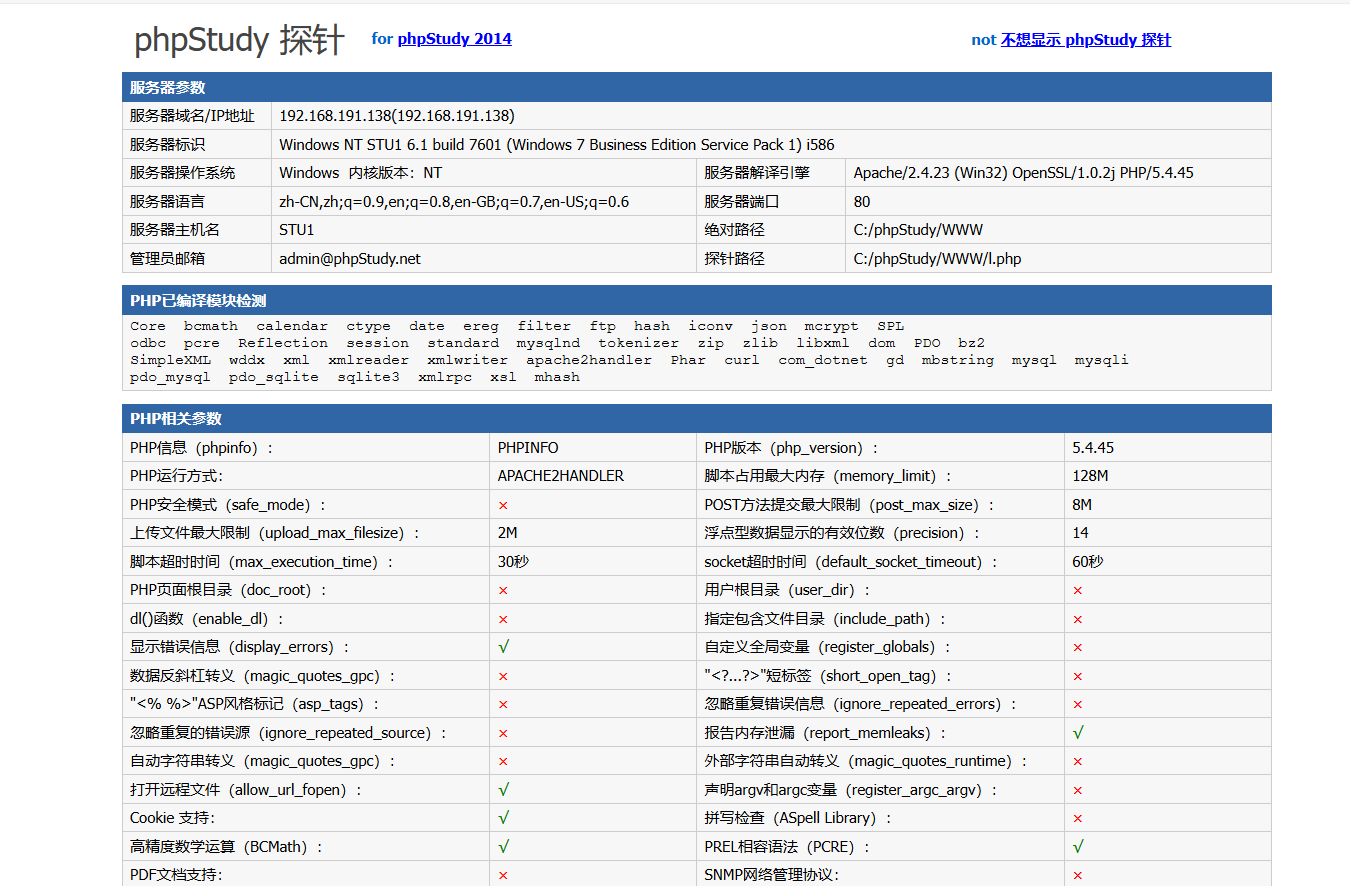 phpStudy 探针 for phpStudy 2014 not 不想显示 phpStudy 探针
服务器参数
服务器域名/IP地址 192.168.191.138(192.168.191.138)
服务器标识 Windows NT STU1 6.1 build 7601 (Windows 7 Business Edition Service Pack 1) i586
服务器操作系统 Windows 内核版本：NT 服务器解译引擎 Apache/2.4.23 (Win32) OpenSSL/1.0.2j PHP/5.4.45
服务器语言 zh-CN,zh;q=0.9,en;q=0.8,en-GB;q=0.7,en-US;q=0.6 服务器端口 80
服务器主机名 STU1 绝对路径 C:/phpStudy/WWW
管理员邮箱 admin@phpStudy.net 探针路径 C:/phpStudy/WWW/l.php
PHP已编译模块检测
Core bcmath calendar ctype date ereg filter ftp hash iconv json mcrypt SPL
odbc pcre Reflection session standard mysqlnd tokenizer zip zlib libxml dom PDO bz2
SimpleXML wddx xml xmlreader xmlwriter apache2handler Phar curl com_dotnet gd mbstring mysql mysqli
pdo_mysql pdo_sqlite sqlite3 xmlrpc xsl mhash
PHP相关参数
PHP信息（phpinfo）： PHPINFO PHP版本（php_version）： 5.4.45
PHP运行方式： APACHE2HANDLER 脚本占用最大内存（memory_limit）： 128M
PHP安全模式（safe_mode）： × POST方法提交最大限制（post_max_size）： 8M
上传文件最大限制（upload_max_filesize）： 2M 浮点型数据显示的有效位数（precision）： 14
脚本超时时间（max_execution_time）： 30秒 socket超时时间（default_socket_timeout）： 60秒
PHP页面根目录（doc_root）： × 用户根目录（user_dir）： ×
dl()函数（enable_dl）： × 指定包含文件目录（include_path）： ×
显示错误信息（display_errors）： √ 自定义全局变量（register_globals）： ×
数据反斜杠转义（magic_quotes_gpc）： × "<?...?>"短标签（short_open_tag）： ×
"<% %>"ASP风格标记（asp_tags）： × 忽略重复错误信息（ignore_repeated_errors）： ×
忽略重复的错误源（ignore_repeated_source）： × 报告内存泄漏（report_memleaks）： √
自动字符串转义（magic_quotes_gpc）： × 外部字符串自动转义（magic_quotes_runtime）： ×
打开远程文件（allow_url_fopen）： √ 声明argv和argc变量（register_argc_argv）： ×
Cookie 支持： √ 拼写检查（ASpell Library）： ×
高精度数学运算（BCMath）： √ PREL相容语法（PCRE）： √
PDF文档支持： × SNMP网络管理协议： ×